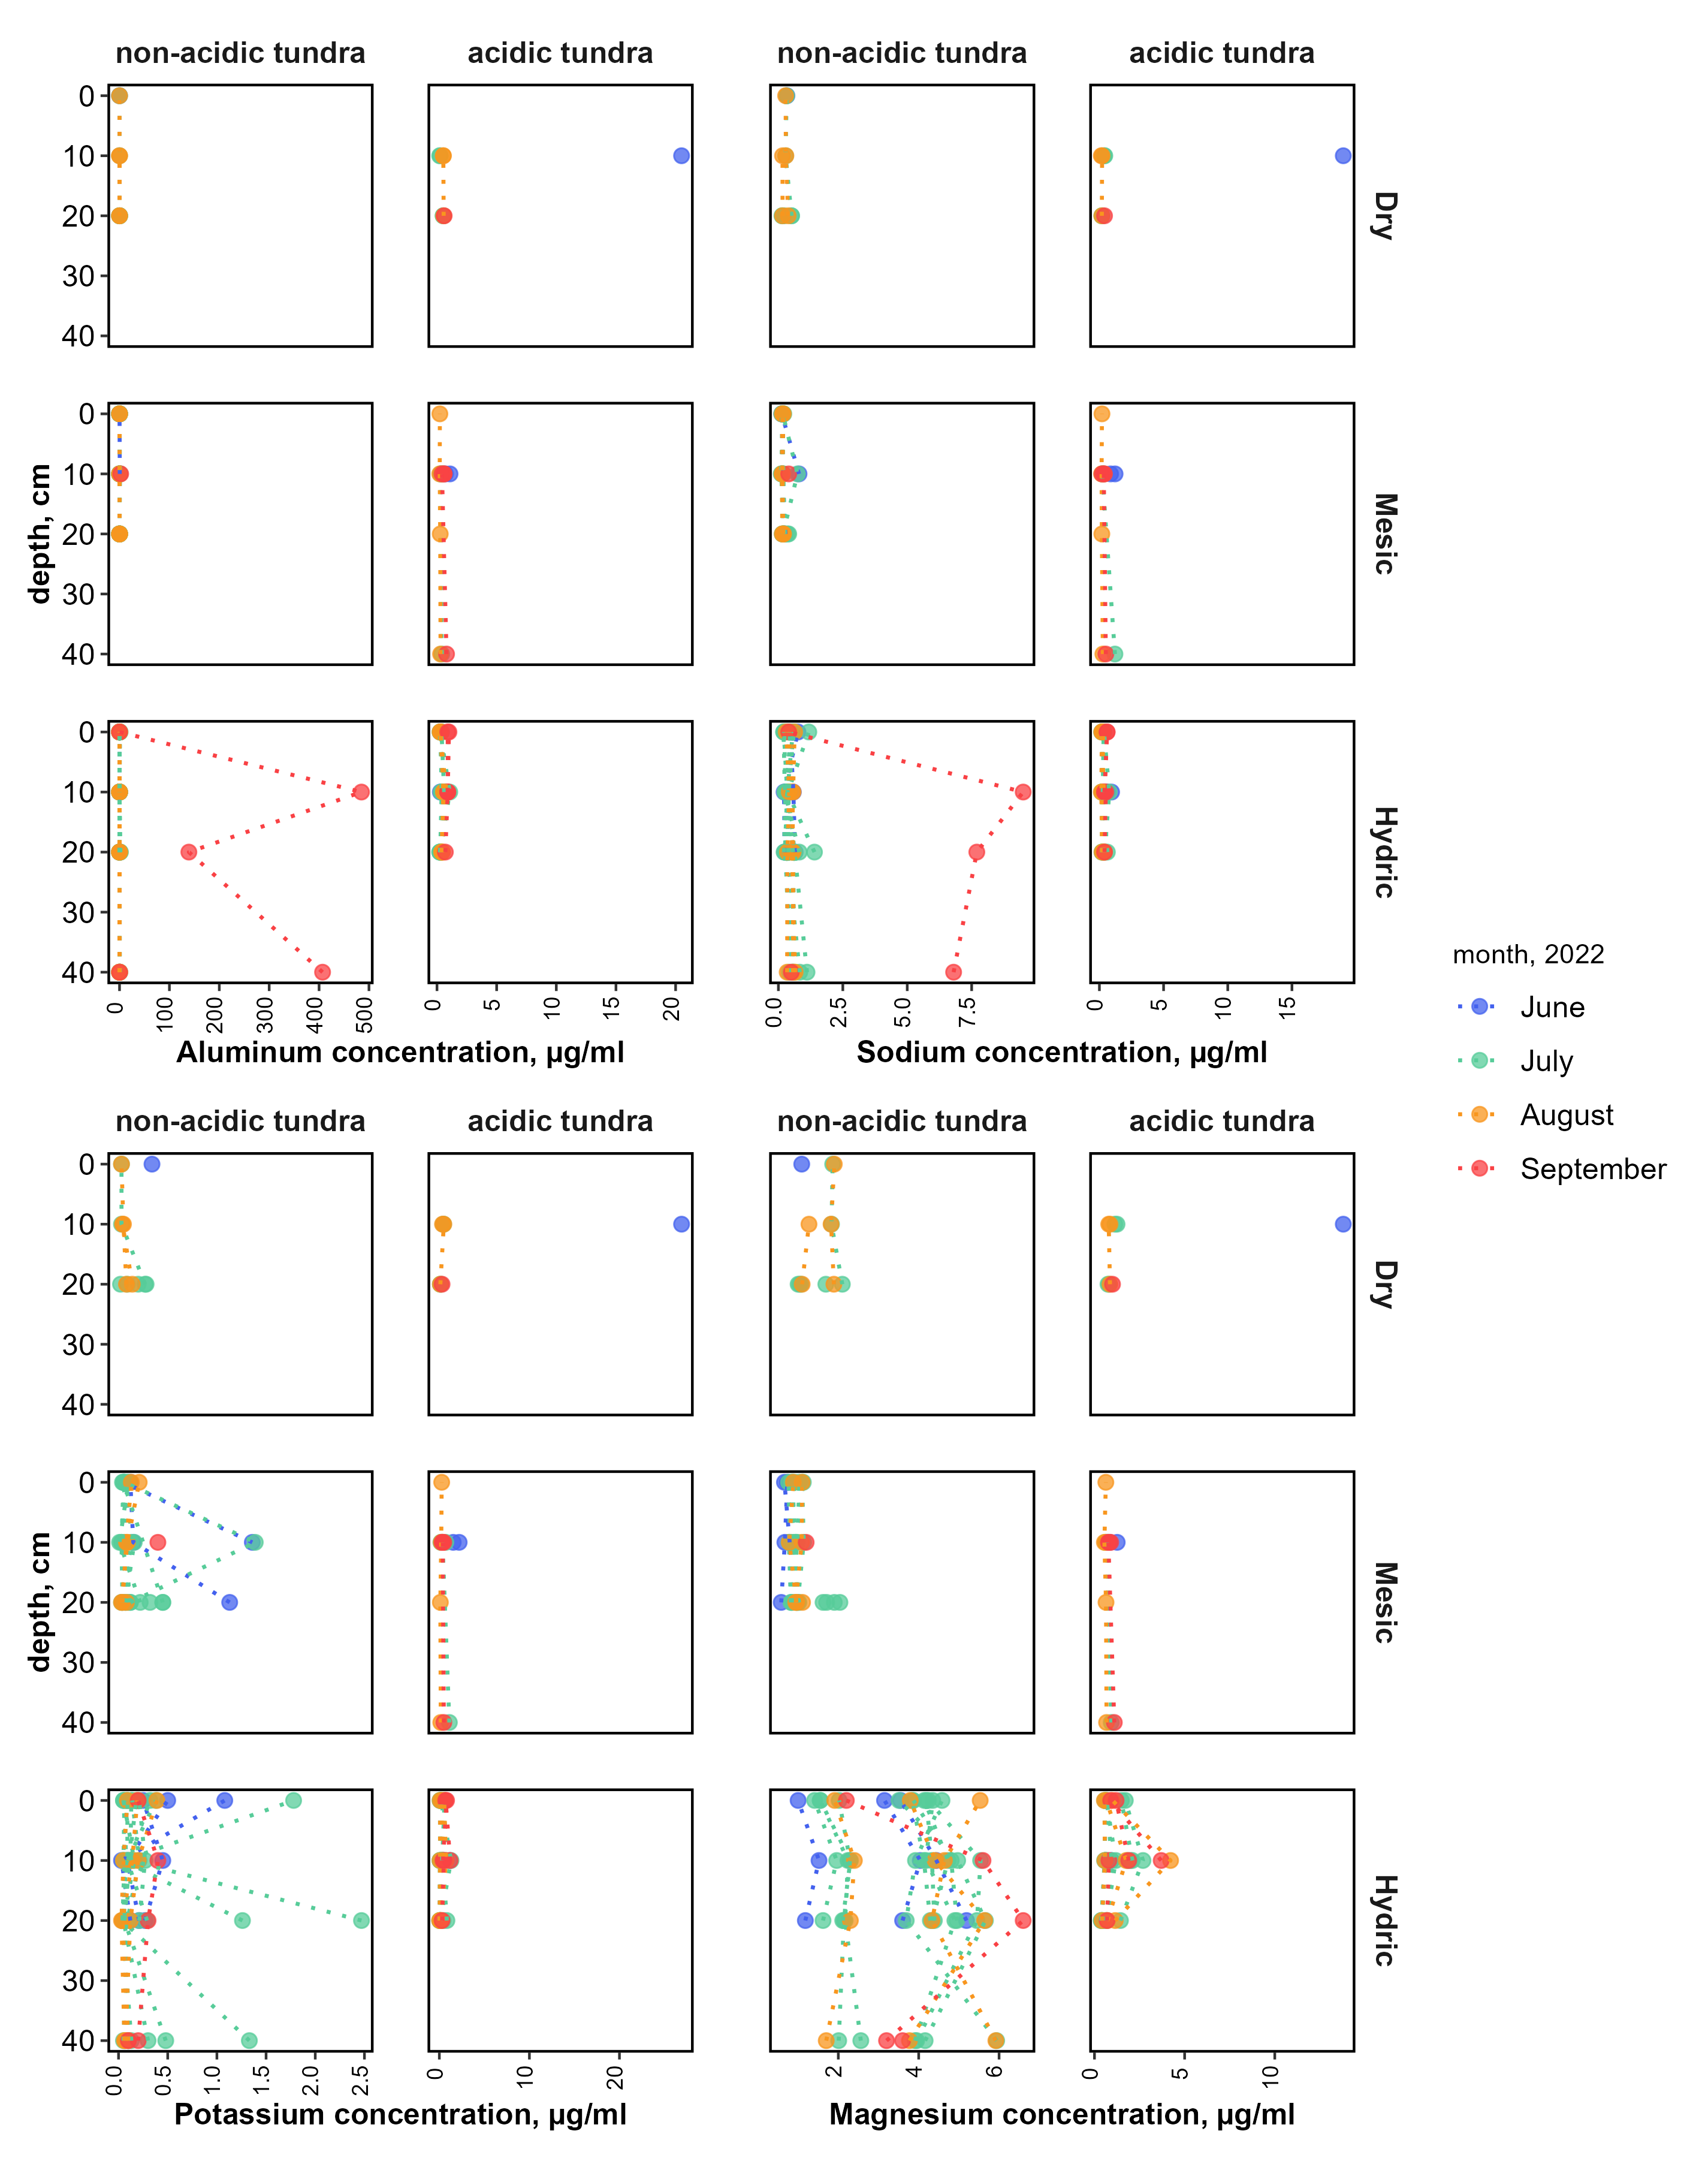 non-acidic tundra acidic tundra non-acidic tundra acidic tundra
0
10
20
30
40
Dry
0
10
20
30
40
Mesic
depth, cm
0
10
20
30
40
Hydric
0 100 200 300 400 500
0 5 10 15 20
0.0 2.5 5.0 7.5
0 5 10 15
Aluminum concentration, µg/ml Sodium concentration, µg/ml
month, 2022
June
July
August
September
non-acidic tundra acidic tundra non-acidic tundra acidic tundra
0
10
20
30
40
Dry
0
10
20
30
40
Mesic
depth, cm
0
10
20
30
40
Hydric
0.0 0.5 1.0 1.5 2.0 2.5
0 10 20
2 4 6
0 5 10
Potassium concentration, µg/ml Magnesium concentration, µg/ml